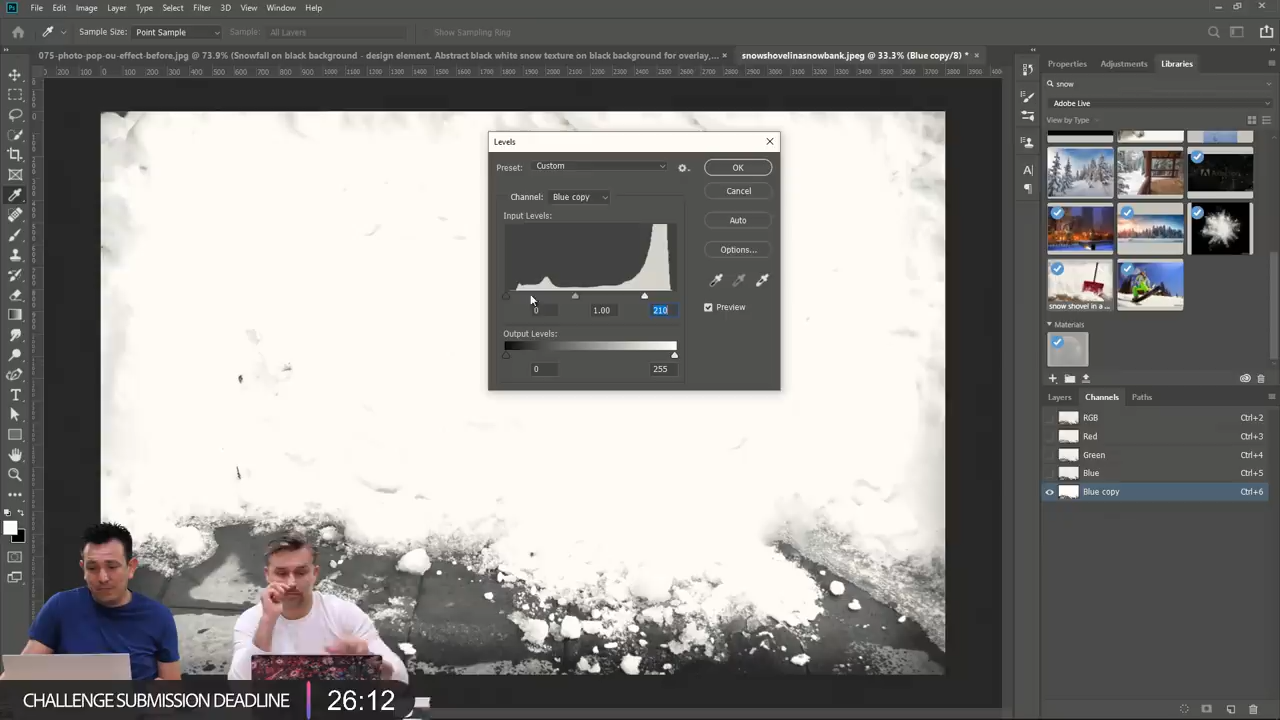 Ps File Edit Image Layer Type Select Filter 3D View Window Help
Sample Size: Point Sample Sample: All Layers Show Sampling Ring
075-photo-pop-ou-effect-before.jpg @ 73.9% (Snowfall on black background - design element. Abstract black white snow texture on black background for overlay,... × snowshovelinasnowbank.jpeg @ 33.3% (Blue copy/8) * ×
Properties Adjustments Libraries
snow
Adobe Live
View by Type
Levels
Preset: Custom
OK
Channel: Blue copy
Cancel
Input Levels:
Auto
Options...
0 1.00 210
Preview
Output Levels:
0 255
snow shovel in a...
Materials
Layers Channels Paths
RGB Ctrl+2
Red Ctrl+3
Green Ctrl+4
Blue Ctrl+5
Blue copy Ctrl+6
CHALLENGE SUBMISSION DEADLINE 26:12